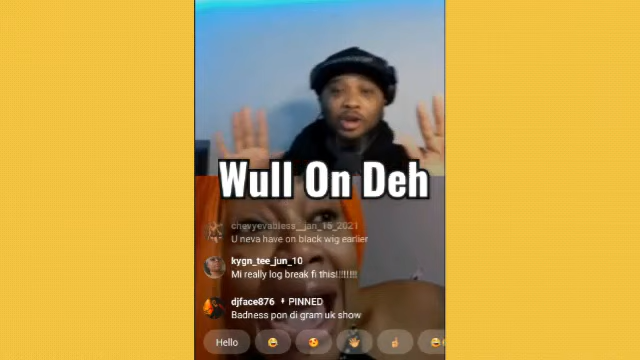 Wull On Deh
chevyevabless__jan_15_2021
U neva have on black wig earlier
kygn_tee_jun_10
Mi really log break fi this!!!!!!!!
djface876 PINNED
Badness pon di gram uk show
Hello